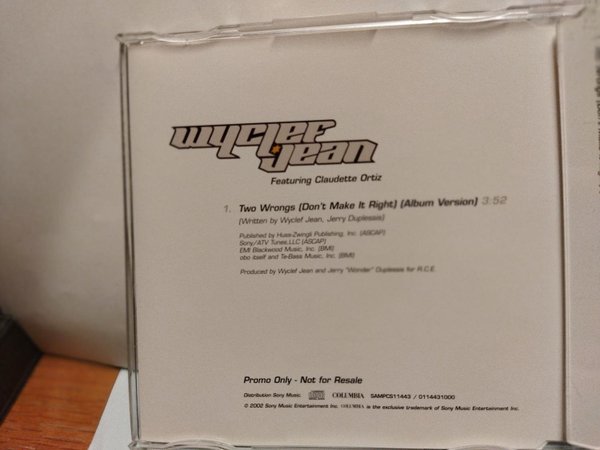 wyclef
Jean
Featuring Claudette Ortiz
1. Two Wrongs (Don't Make It Right) (Album Version) 3:52
(Written by Wyclef Jean, Jerry Duplessis)
Published by Huss-Zwingli Publishing, Inc. (ASCAP)
Sony/ATV Tunes,LLC (ASCAP)
EMI Blackwood Music, Inc. (BMI)
obo itself and Te-Bass Music, Inc. (BMI)
Produced by Wyclef Jean and Jerry "Wonder" Duplessis for R.C.E.
Promo Only - Not for Resale
Distribution Sony Music. COLUMBIA SAMPCS11443 / 0114431000
© 2002 Sony Music Entertainment Inc. COLUMBIA is the exclusive trademark of Sony Music Entertainment Inc.